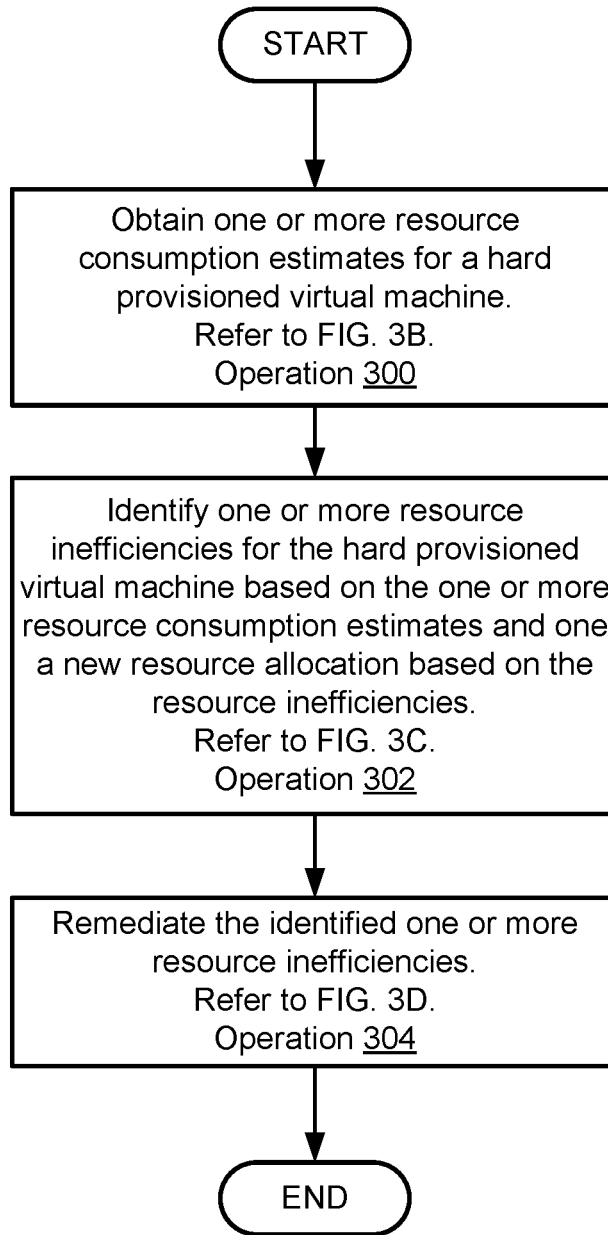 START
Obtain one or more resource
consumption estimates for a hard
provisioned virtual machine.
Refer to FIG. 3B.
Operation 300
Identify one or more resource
inefficiencies for the hard provisioned
virtual machine based on the one or more
resource consumption estimates and one
a new resource allocation based on the
resource inefficiencies.
Refer to FIG. 3C.
Operation 302
Remediate the identified one or more
resource inefficiencies.
Refer to FIG. 3D.
Operation 304
END